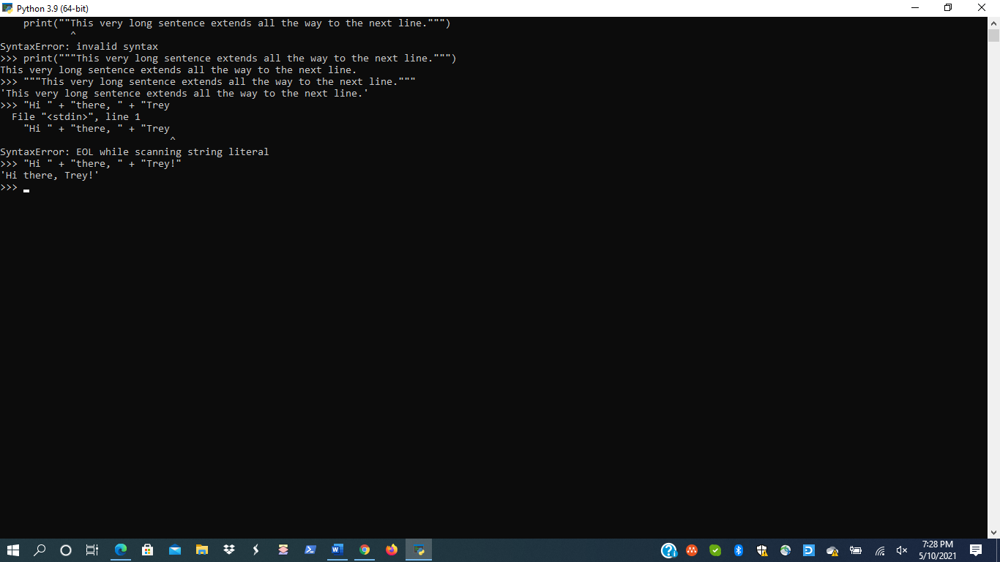 Python 3.9 (64-bit)
    print(""This very long sentence extends all the way to the next line.""")
            ^
SyntaxError: invalid syntax
>>> print("""This very long sentence extends all the way to the next line.""")
This very long sentence extends all the way to the next line.
>>> """This very long sentence extends all the way to the next line."""
'This very long sentence extends all the way to the next line.'
>>> "Hi " + "there, " + "Trey
  File "<stdin>", line 1
    "Hi " + "there, " + "Trey
                             ^
SyntaxError: EOL while scanning string literal
>>> "Hi " + "there, " + "Trey!"
'Hi there, Trey!'
>>>
7:28 PM
5/10/2021